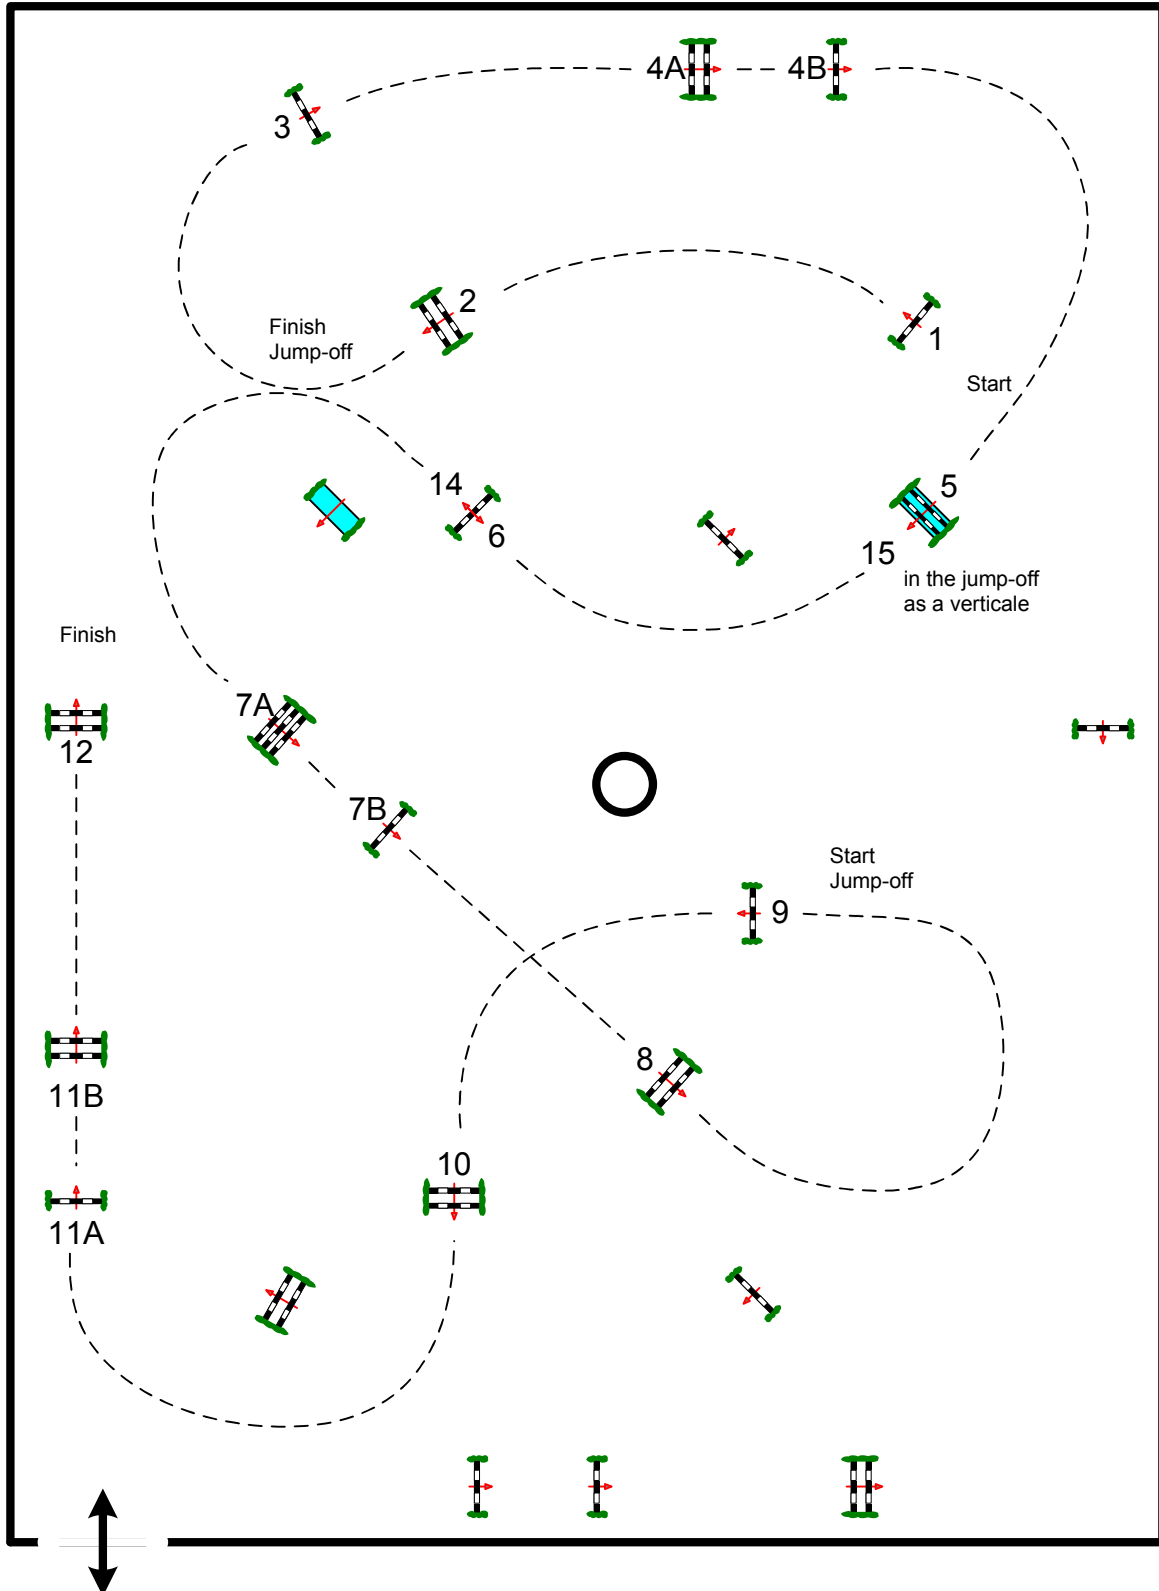 4A
4B
3
2
1
Finish
Jump-off
Start
14
5
6
15
in the jump-off
as a verticale
Finish
7A
12
7B
Start
Jump-off
9
8
11B
10
11A